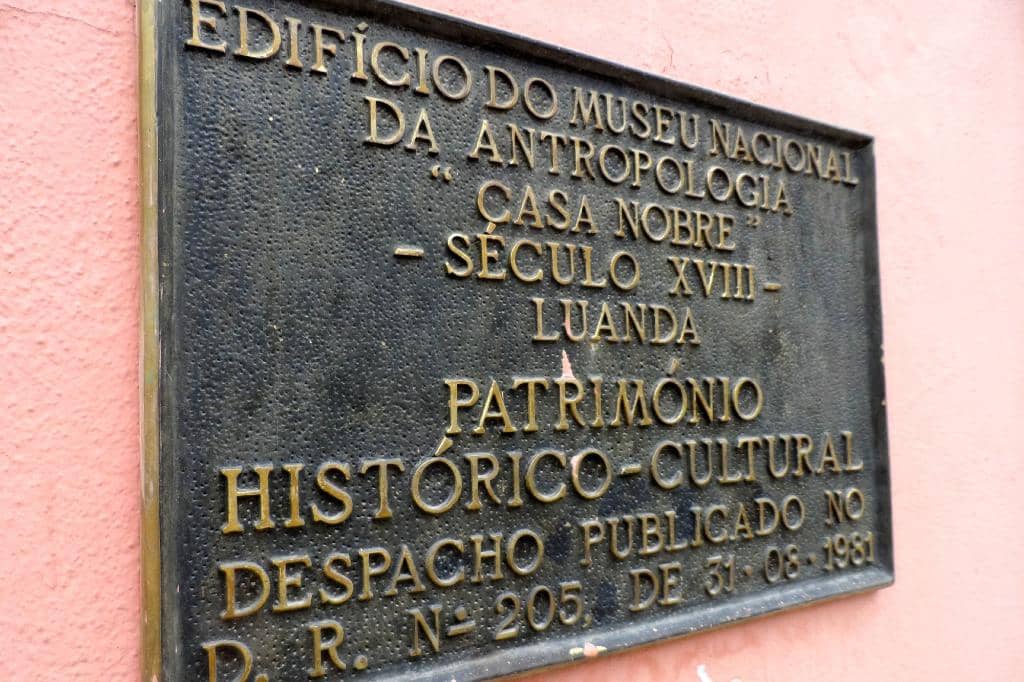 EDIFÍCIO DO MUSEU NACIONAL
DA ANTROPOLOGIA
“ CASA NOBRE ”
- SÉCULO XVIII -
LUANDA
PATRIMÓNIO
HISTÓRICO-CULTURAL
DESPACHO PUBLICADO NO
D. R. Nº 205, DE 31·08·1981